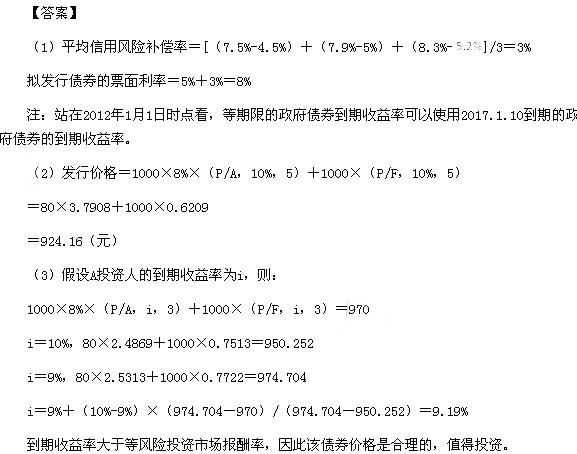 【答案】
（1）平均信用风险补偿率＝[（7.5%-4.5%）＋（7.9%-5%）＋（8.3%-5.2%]/3＝3%
拟发行债券的票面利率＝5%＋3%＝8%
注：站在2012年1月1日时点看，等期限的政府债券到期收益率可以使用2017.1.10到期的政
府债券的到期收益率。
（2）发行价格＝1000×8%×（P/A，10%，5）＋1000×（P/F，10%，5）
＝80×3.7908＋1000×0.6209
＝924.16（元）
（3）假设A投资人的到期收益率为i，则：
1000×8%×（P/A，i，3）＋1000×（P/F，i，3）＝970
i＝10%，80×2.4869＋1000×0.7513＝950.252
i＝9%，80×2.5313＋1000×0.7722＝974.704
i＝9%＋（10%-9%）×（974.704－970）/（974.704－950.252）＝9.19%
到期收益率大于等风险投资市场报酬率，因此该债券价格是合理的，值得投资。